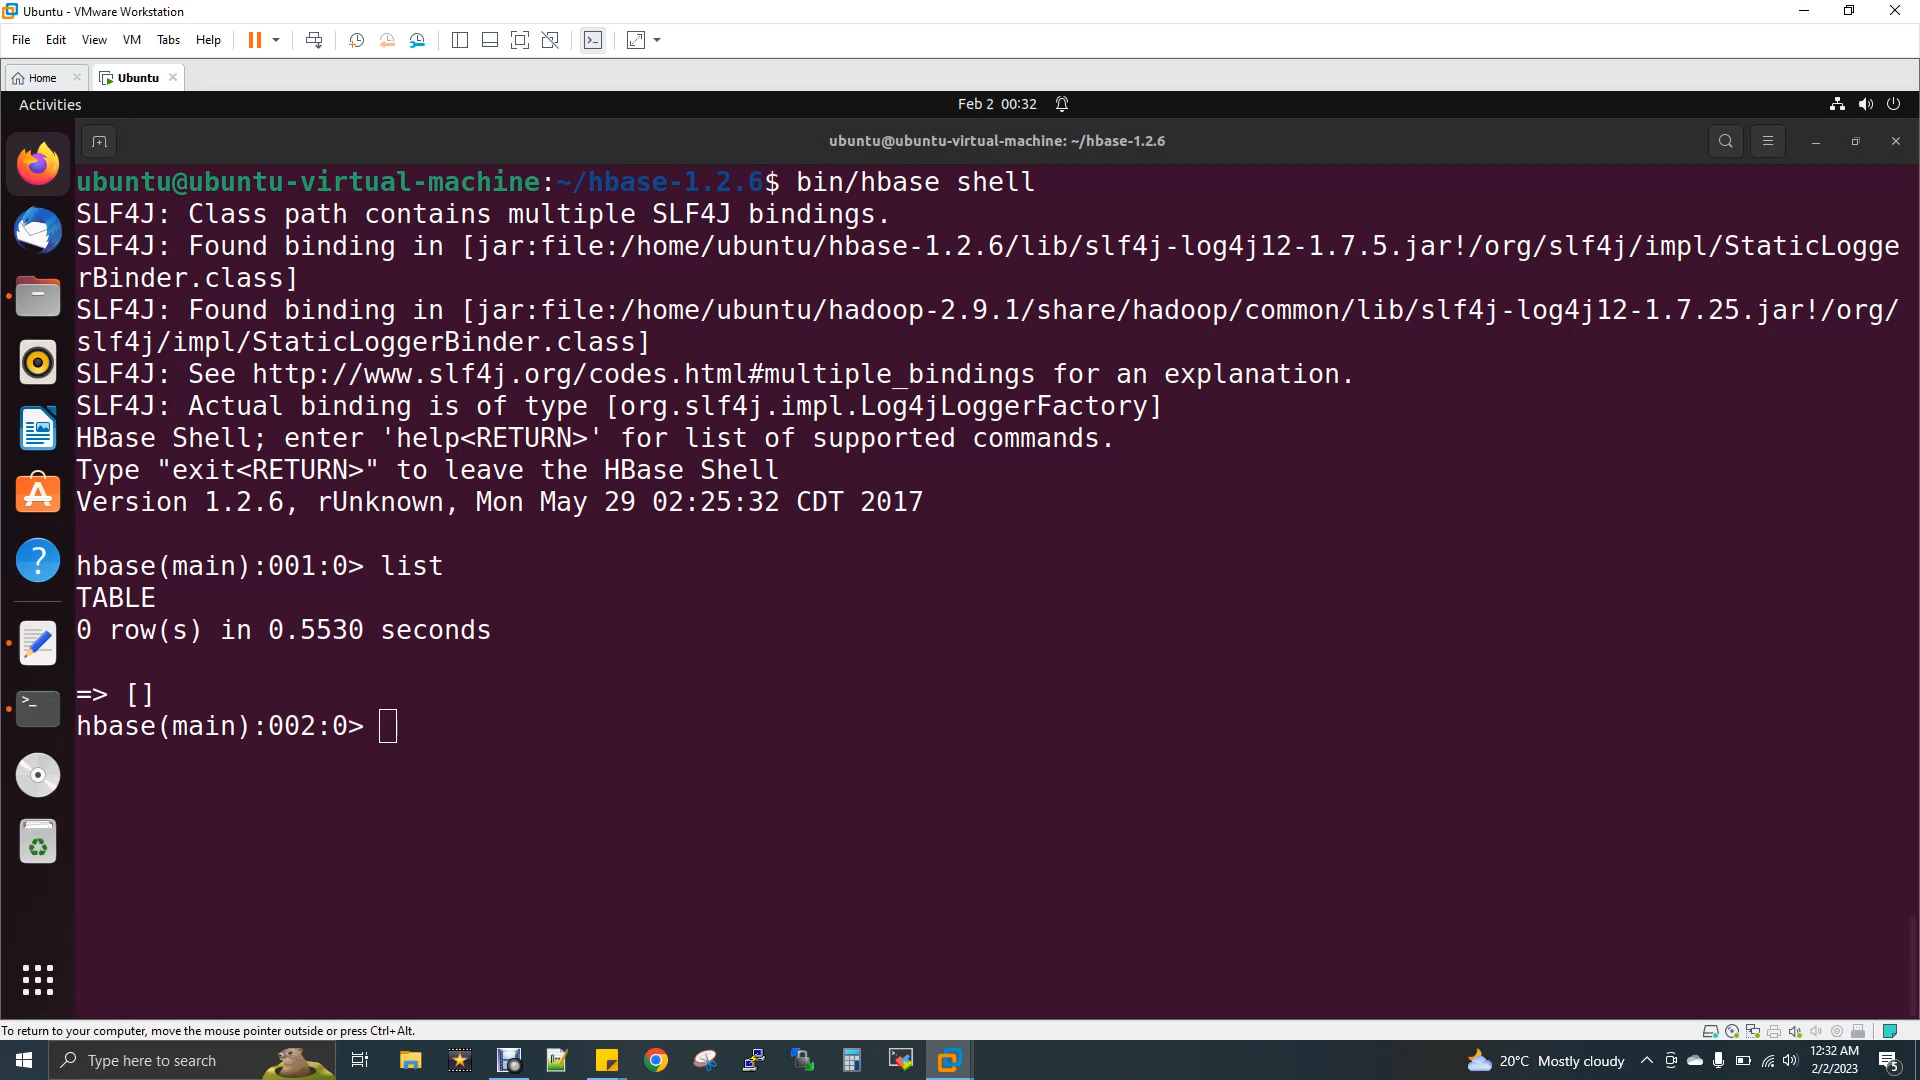 Ubuntu - VMware Workstation
File Edit View VM Tabs Help
Home Ubuntu
Activities
Feb 2 00:32
ubuntu@ubuntu-virtual-machine: ~/hbase-1.2.6
ubuntu@ubuntu-virtual-machine:~/hbase-1.2.6$ bin/hbase shell
SLF4J: Class path contains multiple SLF4J bindings.
SLF4J: Found binding in [jar:file:/home/ubuntu/hbase-1.2.6/lib/slf4j-log4j12-1.7.5.jar!/org/slf4j/impl/StaticLogge
rBinder.class]
SLF4J: Found binding in [jar:file:/home/ubuntu/hadoop-2.9.1/share/hadoop/common/lib/slf4j-log4j12-1.7.25.jar!/org/
slf4j/impl/StaticLoggerBinder.class]
SLF4J: See http://www.slf4j.org/codes.html#multiple_bindings for an explanation.
SLF4J: Actual binding is of type [org.slf4j.impl.Log4jLoggerFactory]
HBase Shell; enter 'help<RETURN>' for list of supported commands.
Type "exit<RETURN>" to leave the HBase Shell
Version 1.2.6, rUnknown, Mon May 29 02:25:32 CDT 2017
hbase(main):001:0> list
TABLE
0 row(s) in 0.5530 seconds
=> []
hbase(main):002:0>
To return to your computer, move the mouse pointer outside or press Ctrl+Alt.
Type here to search
20°C Mostly cloudy
12:32 AM
2/2/2023
5